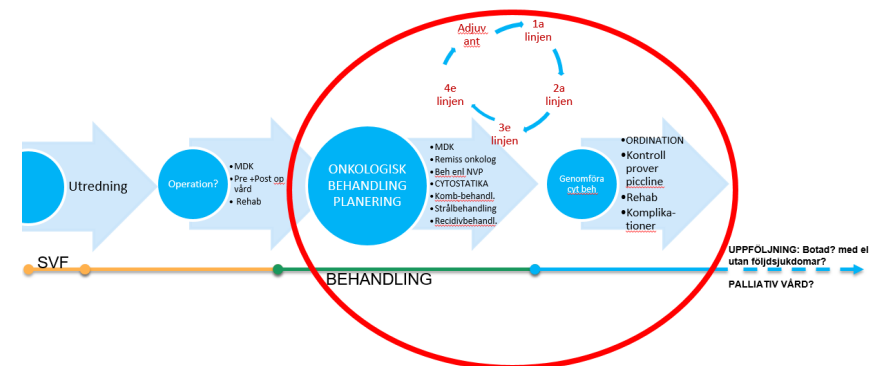 Adjuv
ant
1a
linjen
2a
linjen
3e
linjen
4e
linjen
Utredning
Operation?
•MDK
•Pre +Post op
vård
• Rehab
ONKOLOGISK
BEHANDLING
PLANERING
•MDK
•Remiss onkolog
•Beh enl NVP
•CYTOSTATIKA
•Komb-behandl.
•Strålbehandling
•Recidivbehandl.
Genomföra
cyt beh
•ORDINATION
•Kontroll
prover
piccline
•Rehab
•Komplika-
tioner
SVF
BEHANDLING
UPPFÖLJNING: Botad? med el
utan följdsjukdomar?
PALLIATIV VÅRD?